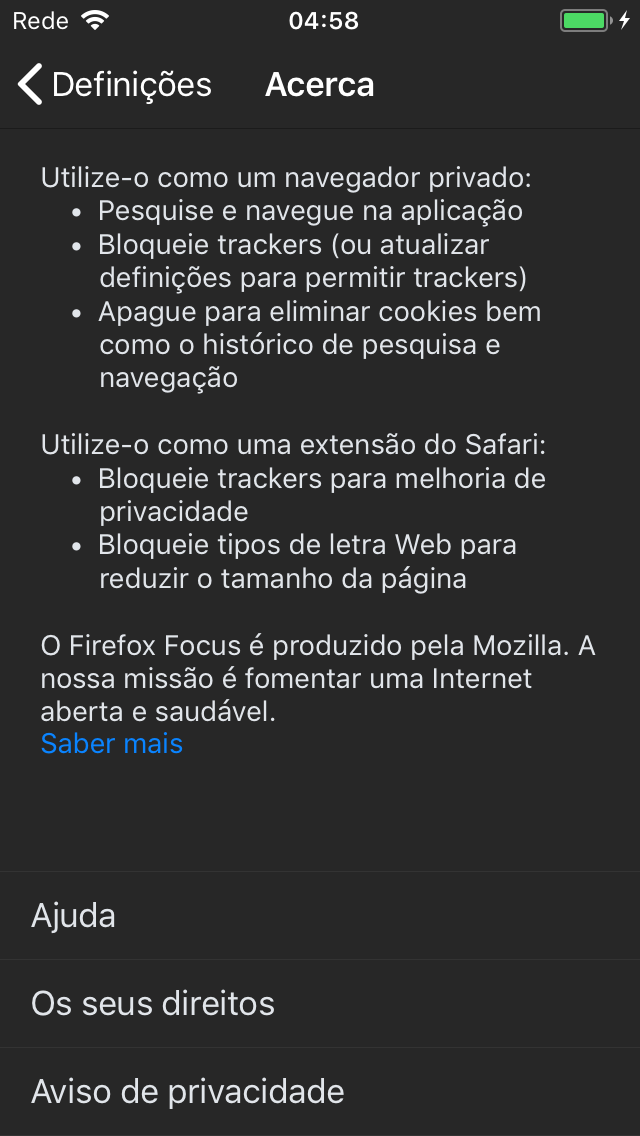 Rede 04:58
Definições Acerca
Utilize-o como um navegador privado:
• Pesquise e navegue na aplicação
• Bloqueie trackers (ou atualizar
definições para permitir trackers)
• Apague para eliminar cookies bem
como o histórico de pesquisa e
navegação
Utilize-o como uma extensão do Safari:
• Bloqueie trackers para melhoria de
privacidade
• Bloqueie tipos de letra Web para
reduzir o tamanho da página
O Firefox Focus é produzido pela Mozilla. A
nossa missão é fomentar uma Internet
aberta e saudável.
Saber mais
Ajuda
Os seus direitos
Aviso de privacidade